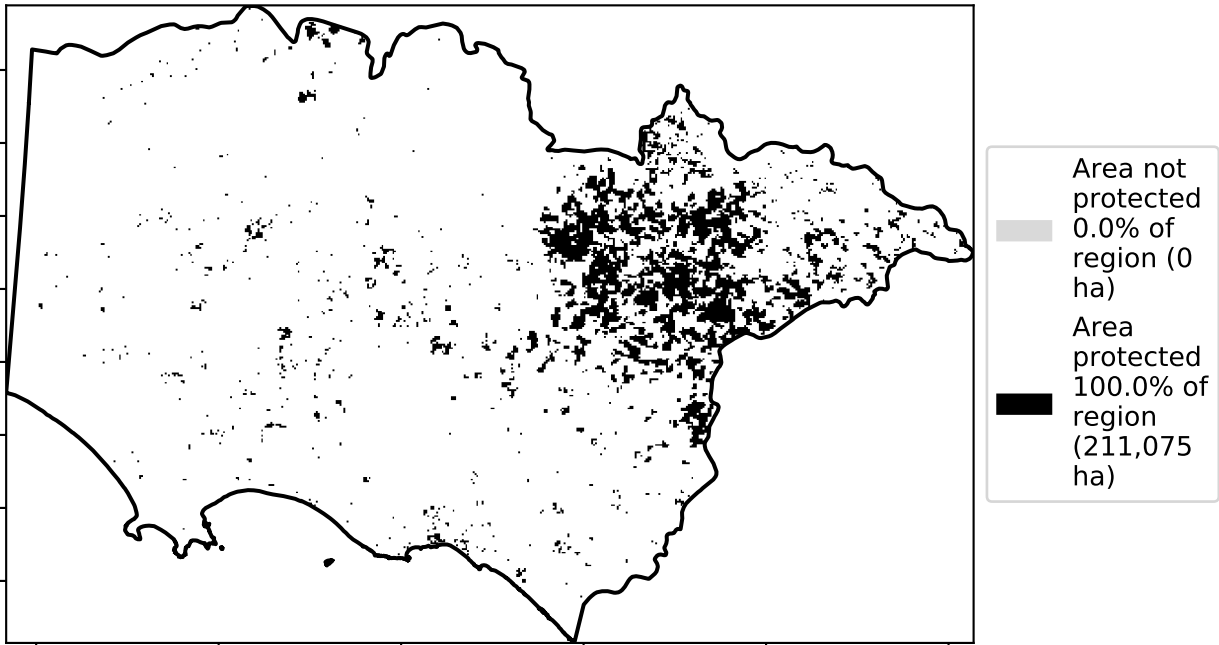 Area not
protected
0.0% of
region (0
ha)
Area
protected
100.0% of
region
(211,075
ha)